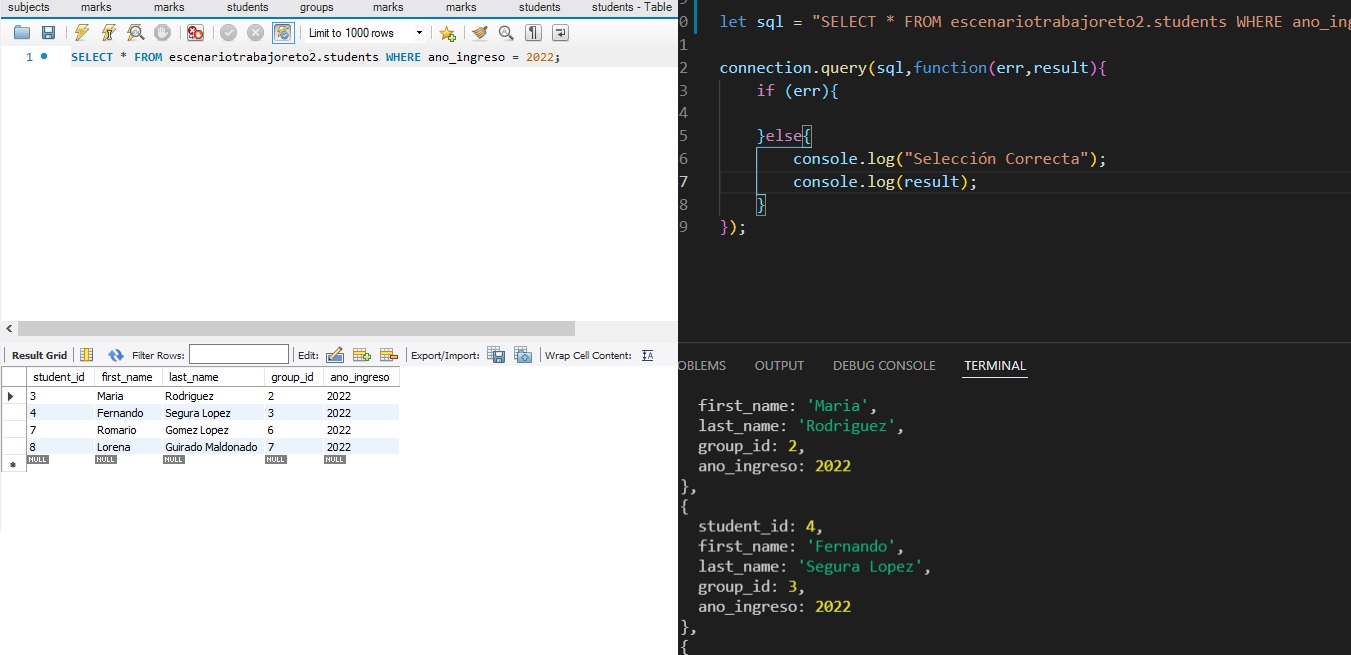 subjects marks marks students groups marks marks students students - Table
Limit to 1000 rows
1 SELECT * FROM escenariotrabajoreto2.students WHERE ano_ingreso = 2022;
Result Grid Filter Rows: Edit: Export/Import: Wrap Cell Content:
student_id first_name last_name group_id ano_ingreso
3 Maria Rodriguez 2 2022
4 Fernando Segura Lopez 3 2022
7 Romario Gomez Lopez 6 2022
8 Lorena Guirado Maldonado 7 2022
NULL NULL NULL NULL NULL
0 let sql = "SELECT * FROM escenariotrabajoreto2.students WHERE ano_ing
1
2 connection.query(sql,function(err,result){
3 if (err){
4
5 }else{
6 console.log("Selección Correcta");
7 console.log(result);
8 }
9 });
OBLEMS OUTPUT DEBUG CONSOLE TERMINAL
first_name: 'Maria',
last_name: 'Rodriguez',
group_id: 2,
ano_ingreso: 2022
},
{
student_id: 4,
first_name: 'Fernando',
last_name: 'Segura Lopez',
group_id: 3,
ano_ingreso: 2022
},
{